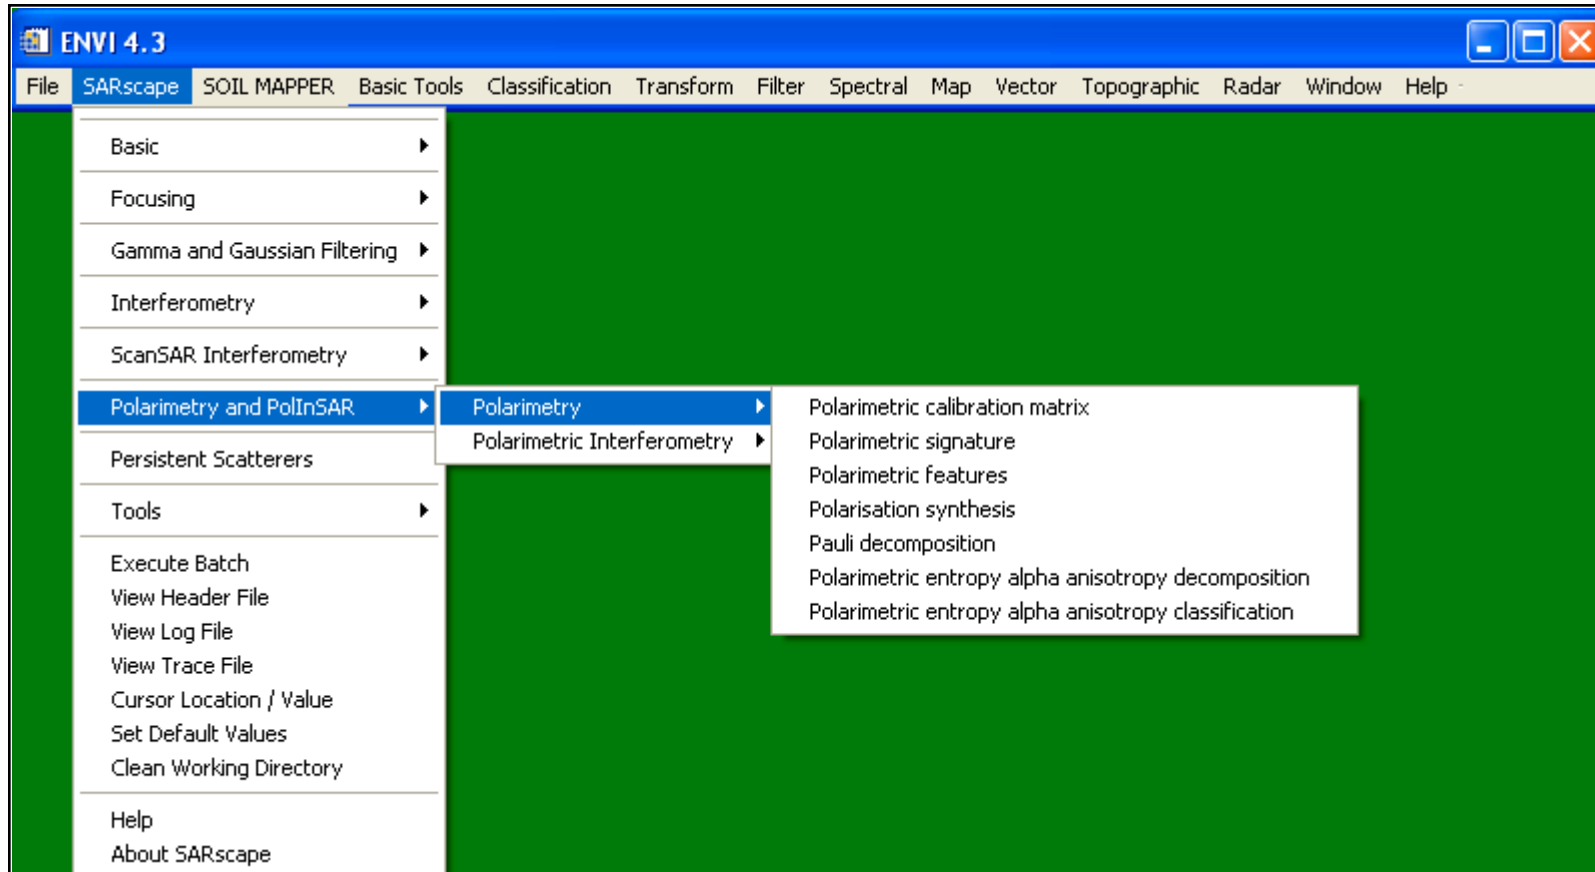 ENVI 4.3
File SARscape SOIL MAPPER Basic Tools Classification Transform Filter Spectral Map Vector Topographic Radar Window Help
Basic
Focusing
Gamma and Gaussian Filtering
Interferometry
ScanSAR Interferometry
Polarimetry and PolInSAR
Persistent Scatterers
Tools
Execute Batch
View Header File
View Log File
View Trace File
Cursor Location / Value
Set Default Values
Clean Working Directory
Help
About SARscape
Polarimetry
Polarimetric Interferometry
Polarimetric calibration matrix
Polarimetric signature
Polarimetric features
Polarisation synthesis
Pauli decomposition
Polarimetric entropy alpha anisotropy decomposition
Polarimetric entropy alpha anisotropy classification